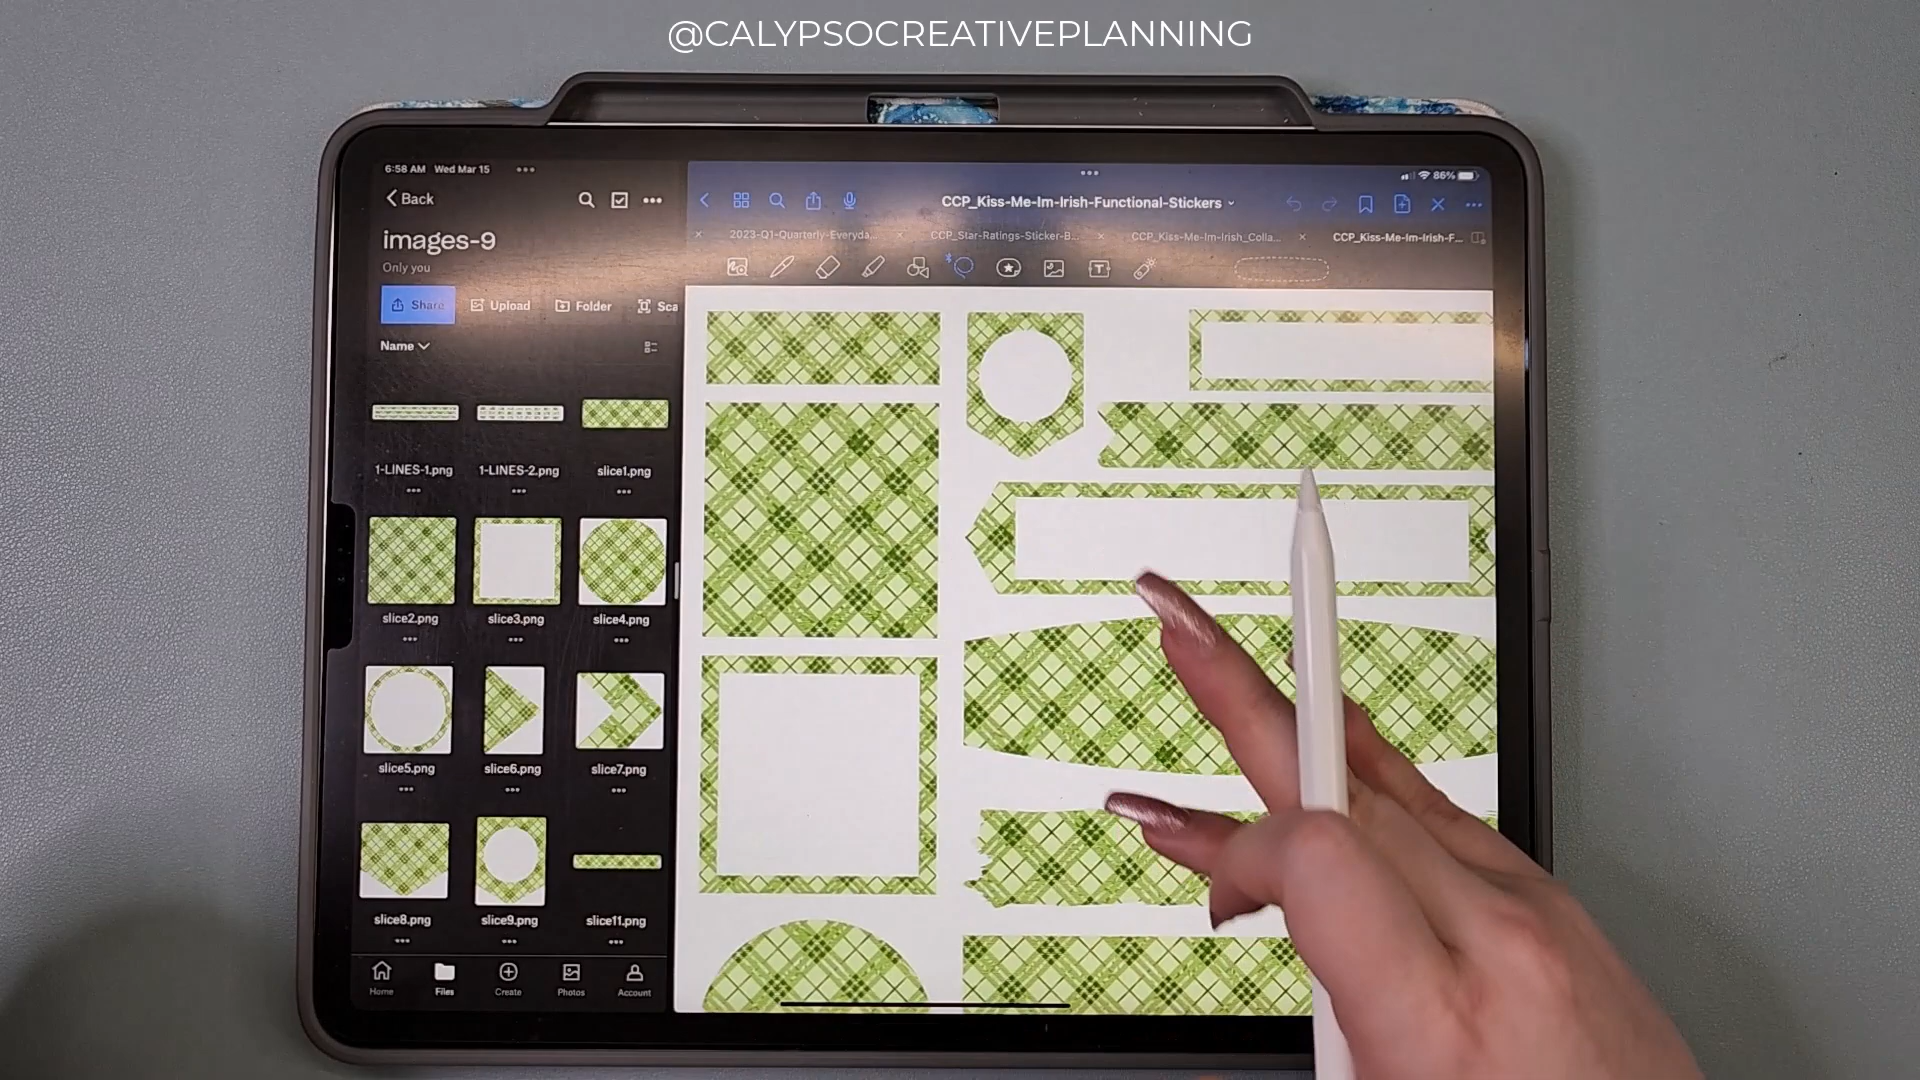 @CALYPSOCREATIVEPLANNING
6:58 AM Wed Mar 15
86%
Back
CCP_Kiss-Me-Im-Irish-Functional-Stickers
images-9
2023-Q1-Quarterly-Everyda...
CCP_Star-Ratings-Sticker-B...
CCP_Kiss-Me-Im-Irish_Colla...
CCP_Kiss-Me-Im-Irish-F...
Only you
Share
Upload
Folder
Sca
Name
1-LINES-1.png
1-LINES-2.png
slice1.png
slice2.png
slice3.png
slice4.png
slice5.png
slice6.png
slice7.png
slice8.png
slice9.png
slice11.png
Home
Files
Create
Photos
Account